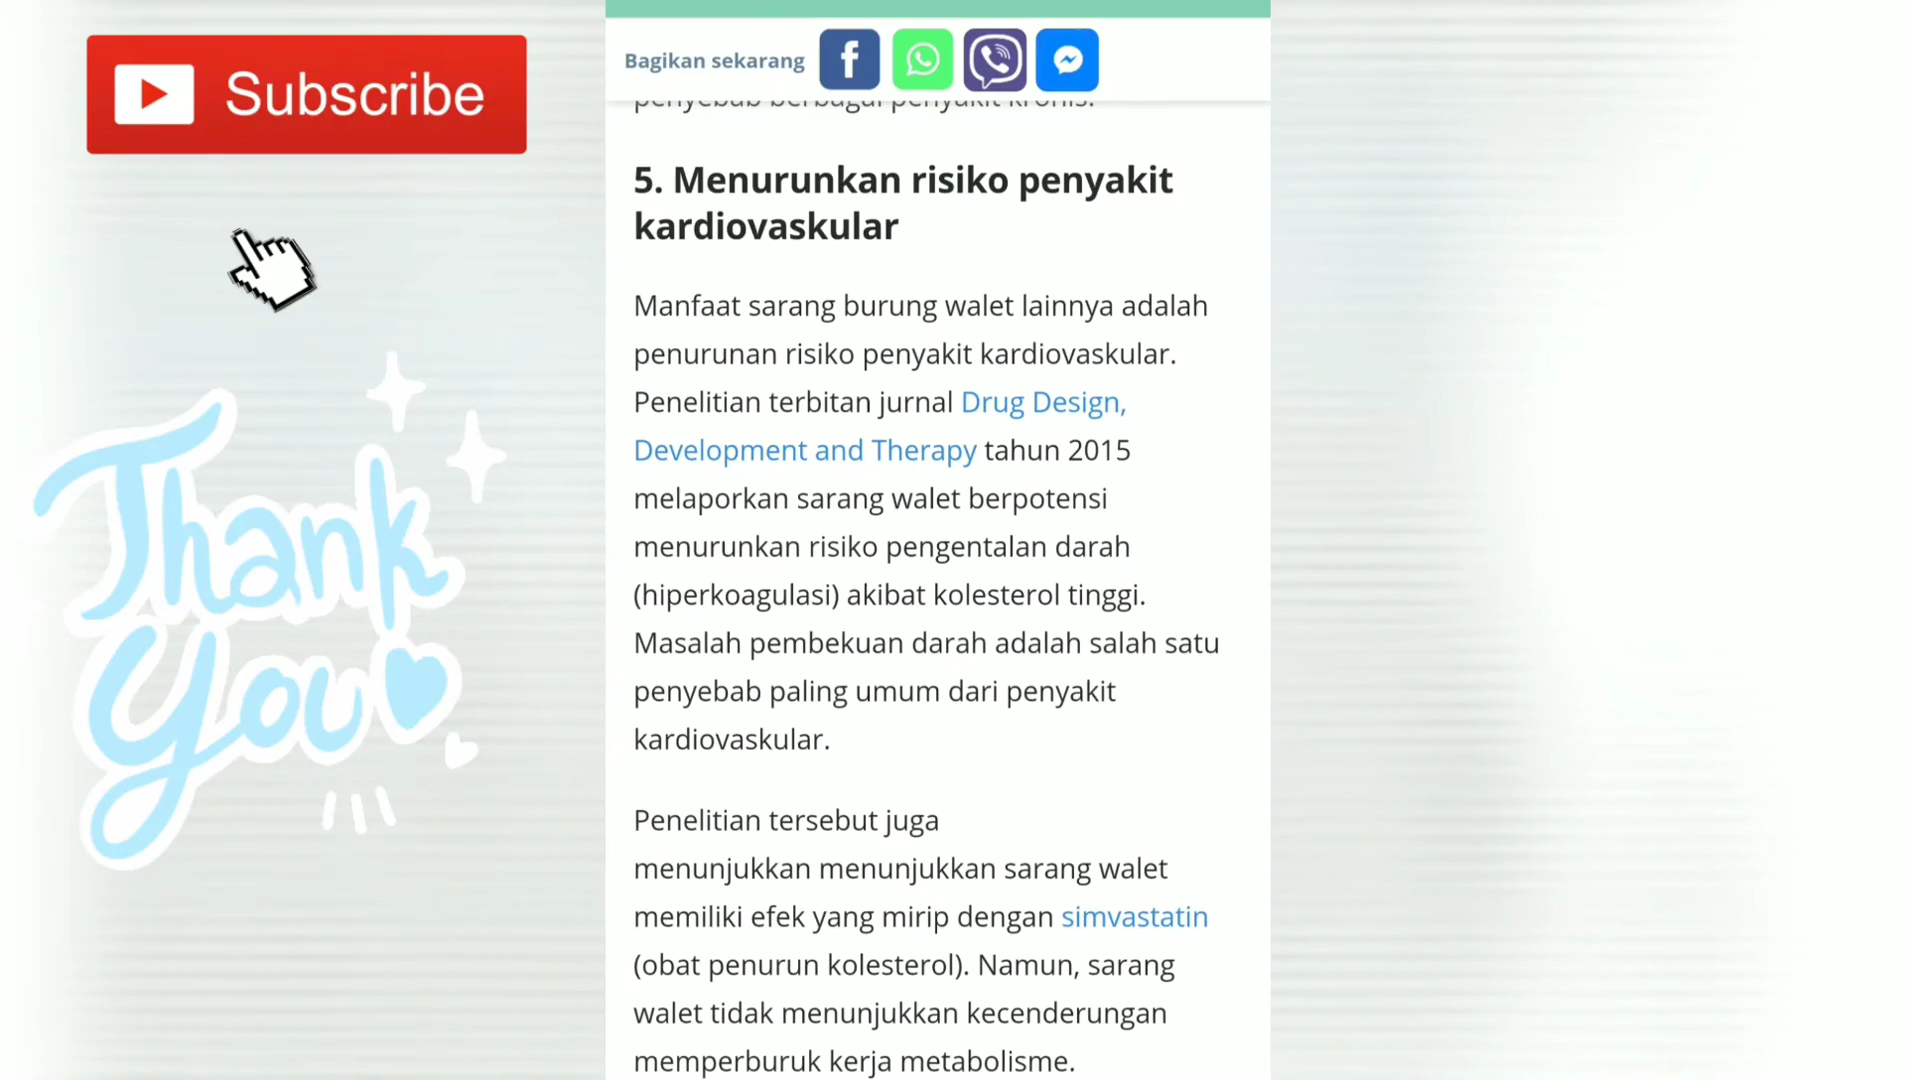 Subscribe
Thank
You
Bagikan sekarang
penyebab berbagai penyakit kronis.
5. Menurunkan risiko penyakit
kardiovaskular
Manfaat sarang burung walet lainnya adalah
penurunan risiko penyakit kardiovaskular.
Penelitian terbitan jurnal Drug Design,
Development and Therapy tahun 2015
melaporkan sarang walet berpotensi
menurunkan risiko pengentalan darah
(hiperkoagulasi) akibat kolesterol tinggi.
Masalah pembekuan darah adalah salah satu
penyebab paling umum dari penyakit
kardiovaskular.
Penelitian tersebut juga
menunjukkan menunjukkan sarang walet
memiliki efek yang mirip dengan simvastatin
(obat penurun kolesterol). Namun, sarang
walet tidak menunjukkan kecenderungan
memperburuk kerja metabolisme.